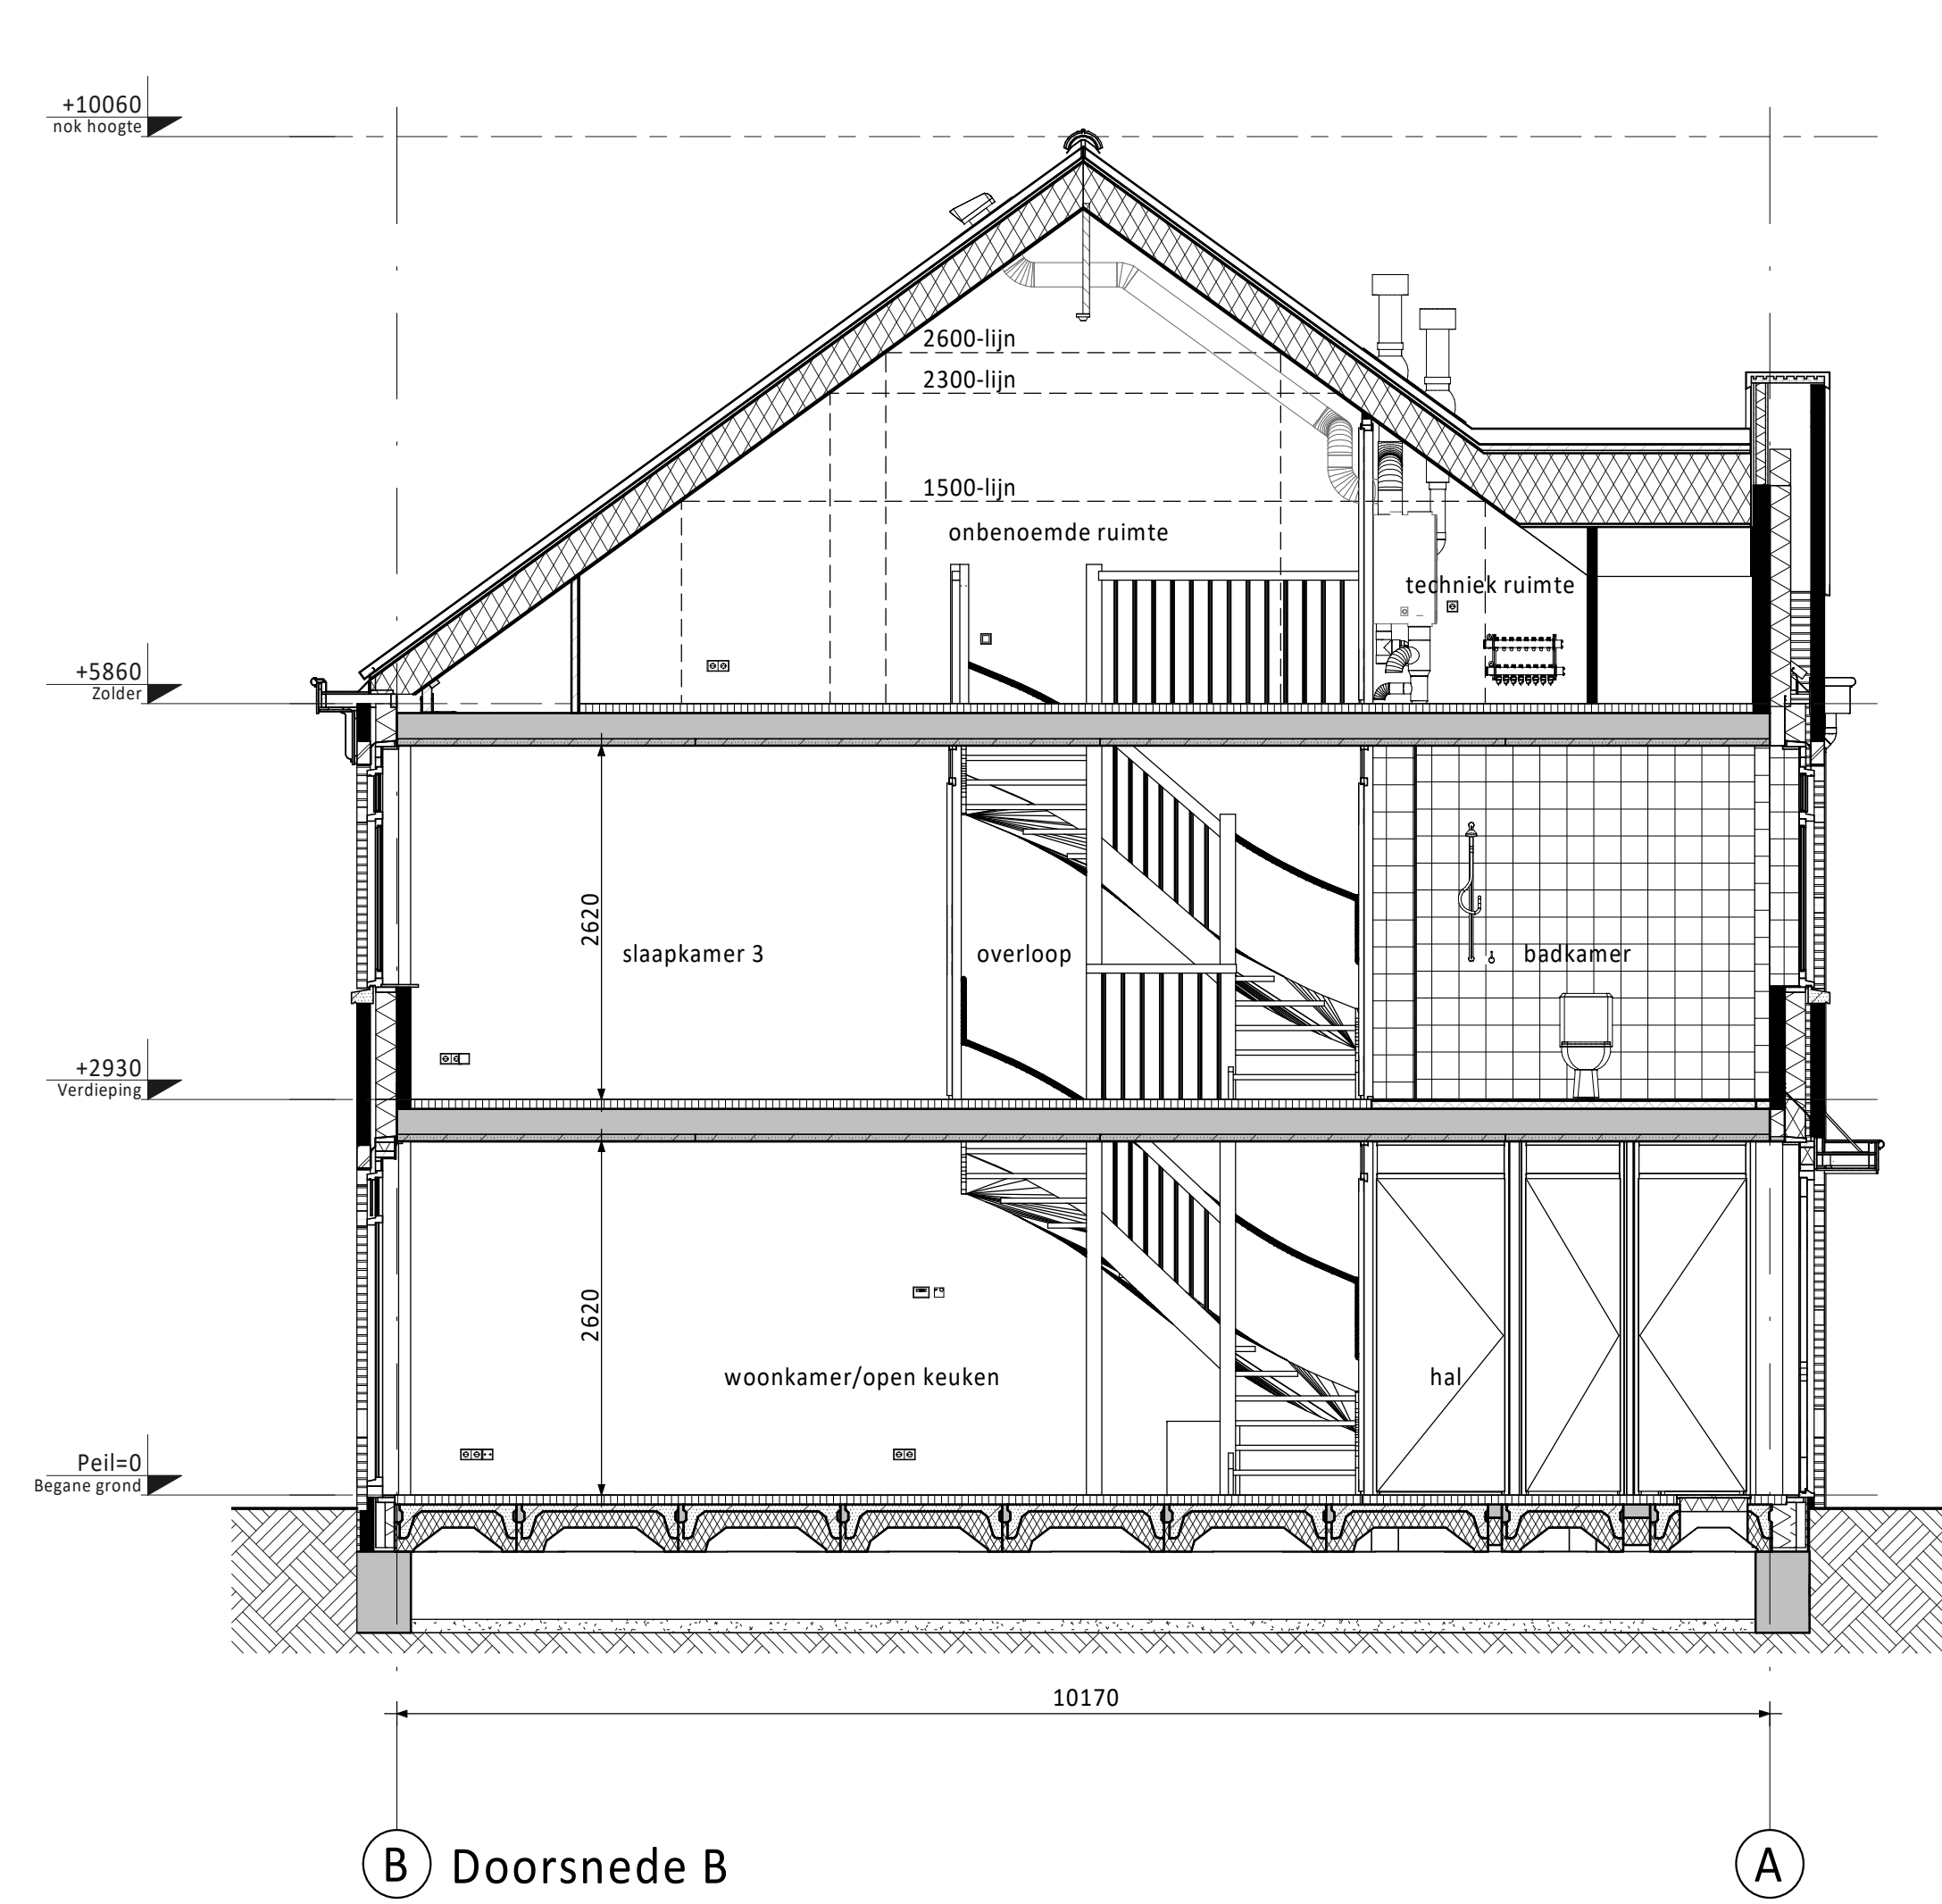 +10060
nok hoogte
2600-lijn
2300-lijn
1500-lijn
onbenoemde ruimte
techniek ruimte
+5860
Zolder
2620
slaapkamer 3
overloop
badkamer
+2930
Verdieping
2620
woonkamer/open keuken
hal
Peil=0
Begane grond
10170
B Doorsnede B
A